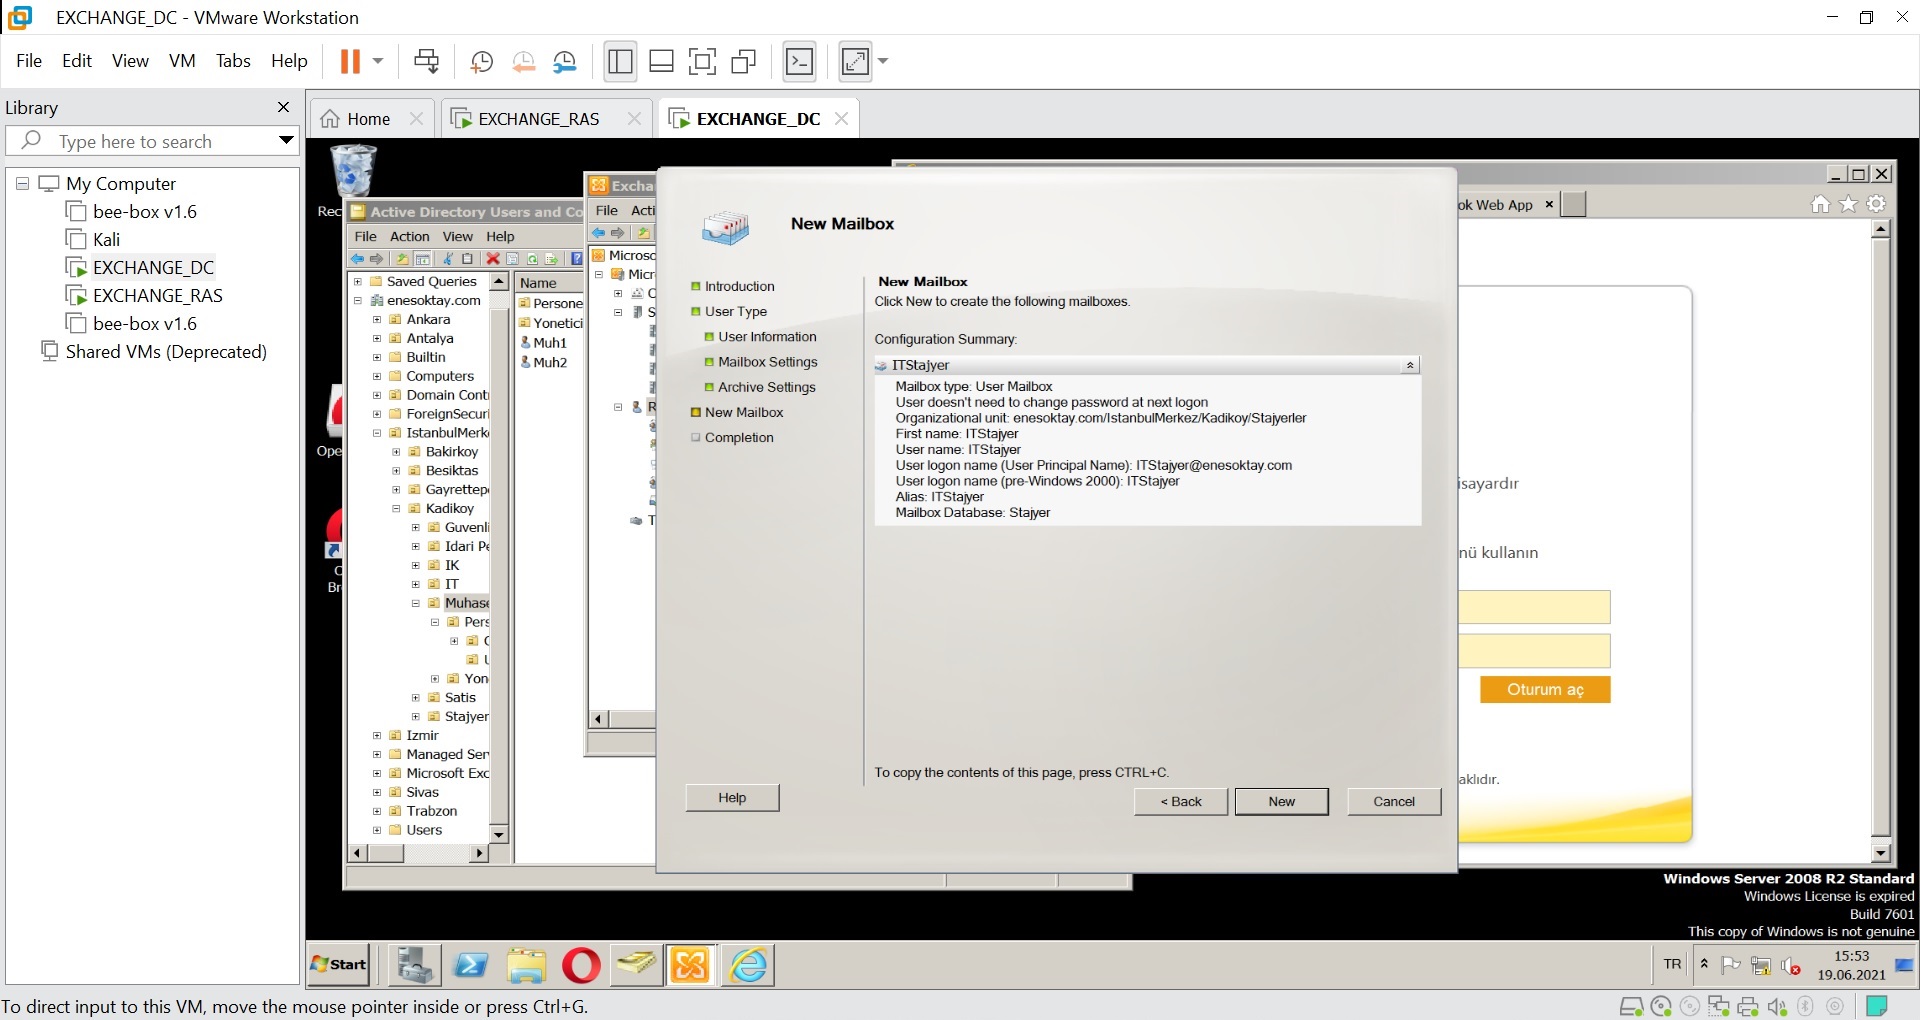 EXCHANGE_DC - VMware Workstation
File Edit View VM Tabs Help
Library
Type here to search
My Computer
bee-box v1.6
Kali
EXCHANGE_DC
EXCHANGE_RAS
bee-box v1.6
Shared VMs (Deprecated)
Home
EXCHANGE_RAS
EXCHANGE_DC
Active Directory Users and Co
File Action View Help
Saved Queries
enesoktay.com
Ankara
Antalya
Builtin
Computers
Domain Cont
ForeignSecuri
IstanbulMerk
Bakirkoy
Besiktas
Gayrettep
Kadikoy
Guvenli
Idari Pe
IK
IT
Muhase
Pers
Yon
Satis
Stajyer
Izmir
Managed Ser
Microsoft Exc
Sivas
Trabzon
Users
Name
Persone
Yonetici
Muh1
Muh2
Excha
File Acti
Microso
Micr
New Mailbox
Introduction
User Type
User Information
Mailbox Settings
Archive Settings
New Mailbox
Completion
New Mailbox
Click New to create the following mailboxes.
Configuration Summary:
ITStajyer
Mailbox type: User Mailbox
User doesn't need to change password at next logon
Organizational unit: enesoktay.com/IstanbulMerkez/Kadikoy/Stajyerler
First name: ITStajyer
User name: ITStajyer
User logon name (User Principal Name): ITStajyer@enesoktay.com
User logon name (pre-Windows 2000): ITStajyer
Alias: ITStajyer
Mailbox Database: Stajyer
To copy the contents of this page, press CTRL+C.
Help
< Back
New
Cancel
ok Web App
isayardır
nü kullanın
Oturum aç
aklıdır.
Rec
Ope
Windows Server 2008 R2 Standard
Windows License is expired
Build 7601
This copy of Windows is not genuine
Start
TR
15:53
19.06.2021
To direct input to this VM, move the mouse pointer inside or press Ctrl+G.